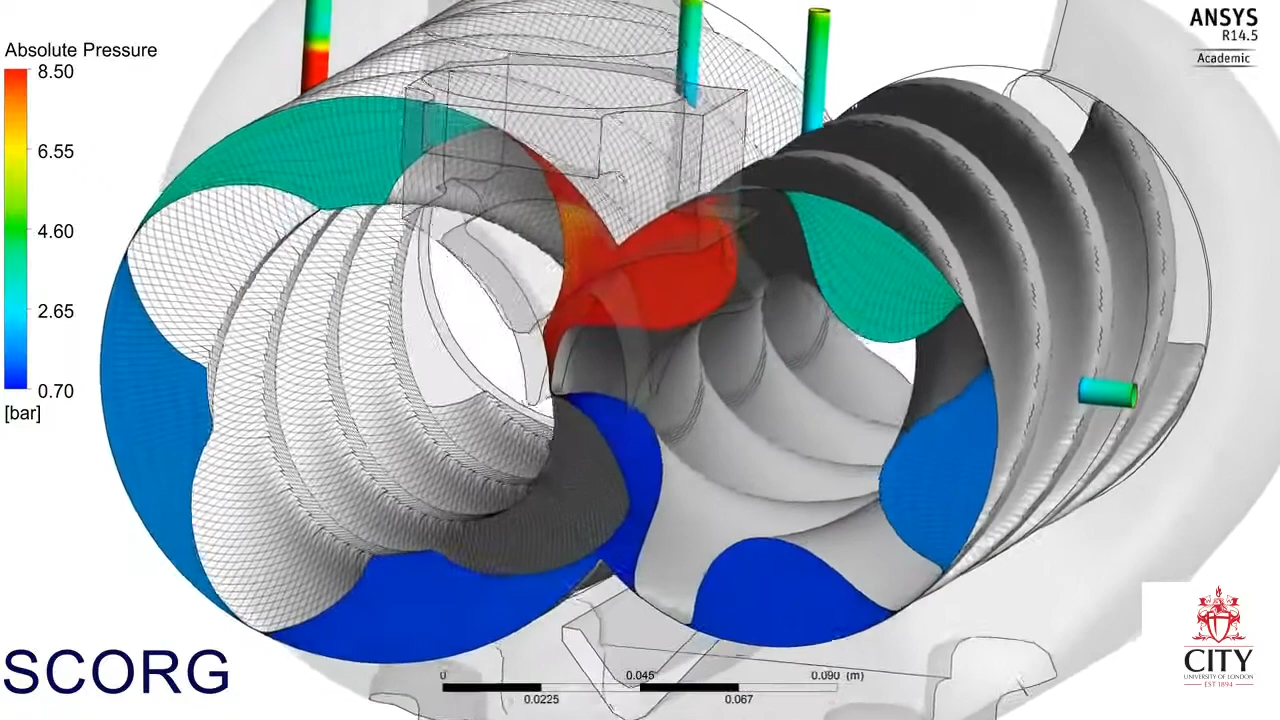 ANSYS
R14.5
Academic
Absolute Pressure
8.50
6.55
4.60
2.65
0.70
[bar]
SCORG
0 0.045 0.090 (m)
0.0225 0.067
CITY
UNIVERSITY OF LONDON
EST 1894